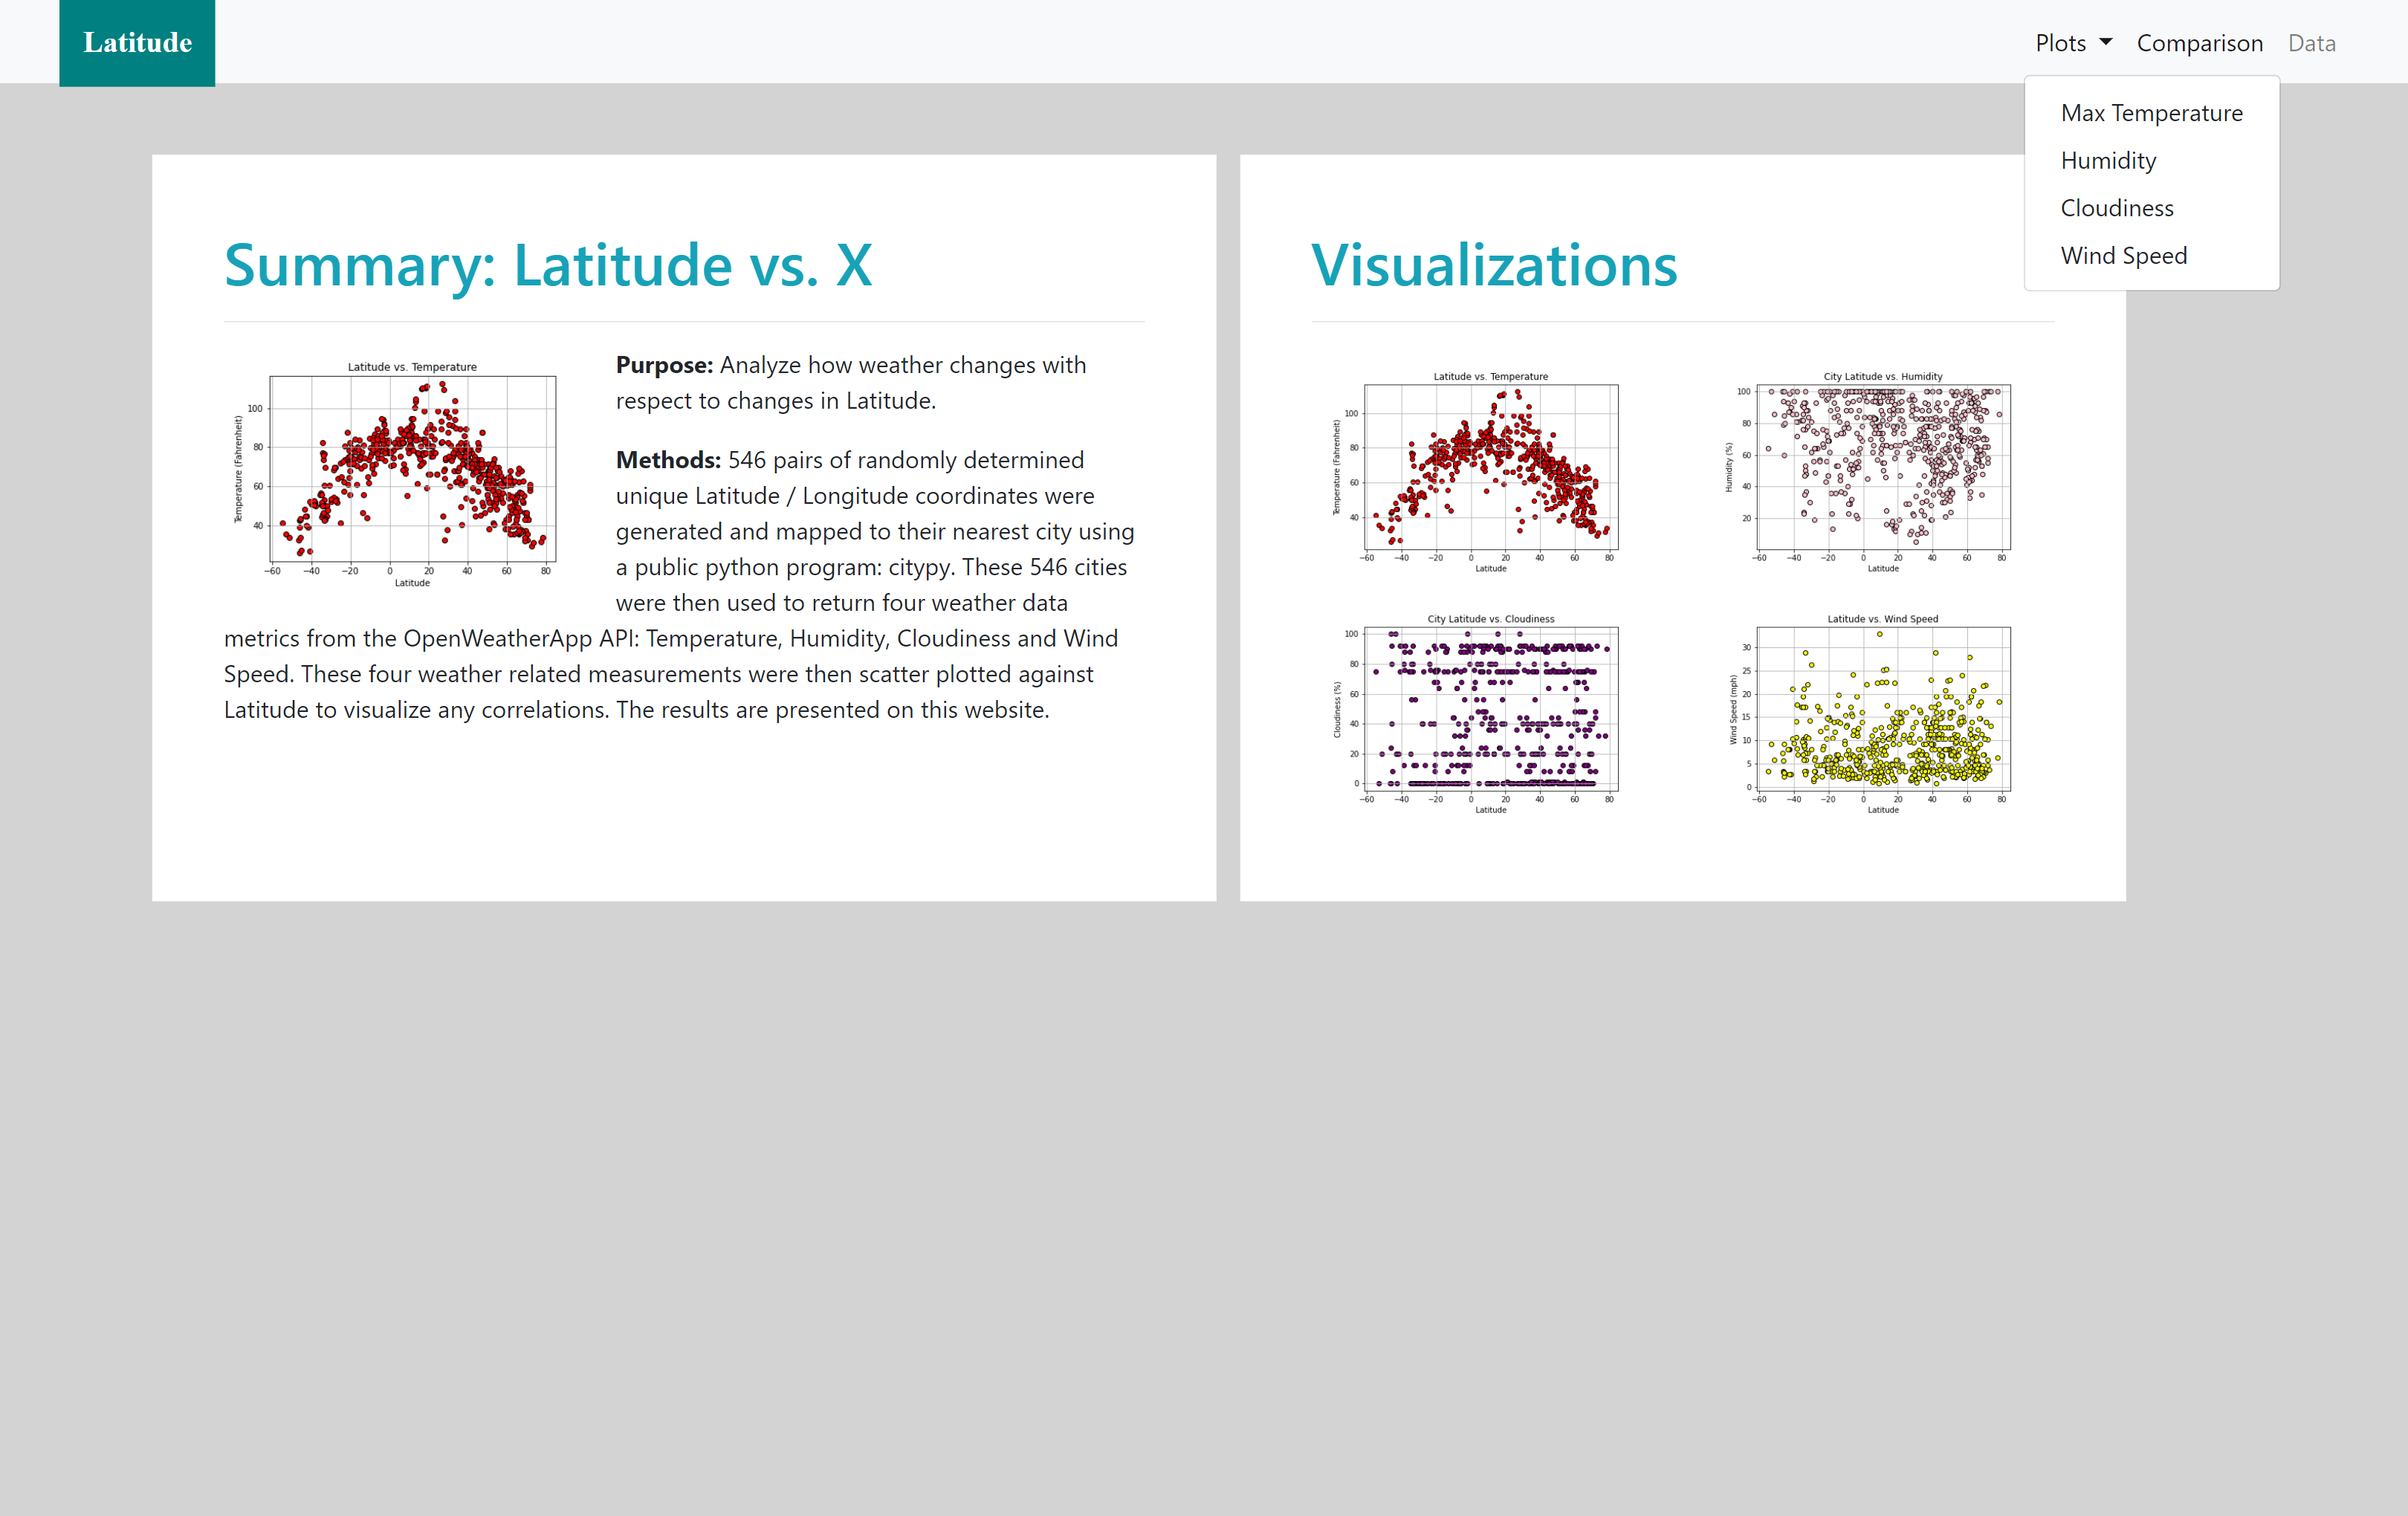 Latitude
Plots
Comparison
Data
Max Temperature
Humidity
Cloudiness
Wind Speed
Summary: Latitude vs. X
Latitude vs. Temperature
Temperature (Fahrenheit)
100
80
60
40
−60 −40 −20 0 20 40 60 80
Latitude
Purpose: Analyze how weather changes with
respect to changes in Latitude.
Methods: 546 pairs of randomly determined
unique Latitude / Longitude coordinates were
generated and mapped to their nearest city using
a public python program: citypy. These 546 cities
were then used to return four weather data
metrics from the OpenWeatherApp API: Temperature, Humidity, Cloudiness and Wind
Speed. These four weather related measurements were then scatter plotted against
Latitude to visualize any correlations. The results are presented on this website.
Visualizations
Latitude vs. Temperature
Temperature (Fahrenheit)
100
80
60
40
−60 −40 −20 0 20 40 60 80
Latitude
City Latitude vs. Humidity
Humidity (%)
100
80
60
40
20
−60 −40 −20 0 20 40 60 80
Latitude
City Latitude vs. Cloudiness
Cloudiness (%)
100
80
60
40
20
0
−60 −40 −20 0 20 40 60 80
Latitude
Latitude vs. Wind Speed
Wind Speed (mph)
30
25
20
15
10
5
0
−60 −40 −20 0 20 40 60 80
Latitude